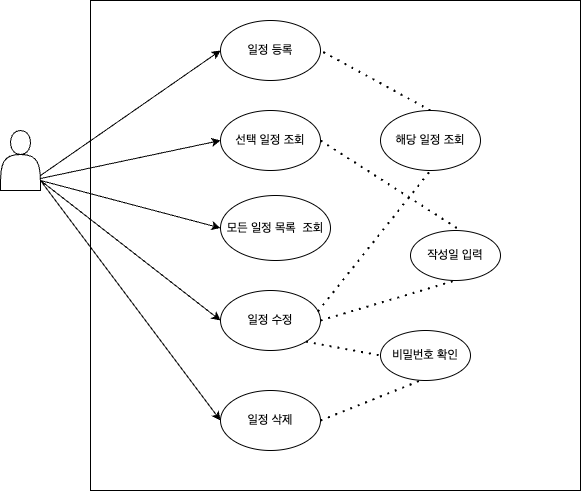 일정 등록
선택 일정 조회
해당 일정 조회
모든 일정 목록 조회
작성일 입력
일정 수정
비밀번호 확인
일정 삭제